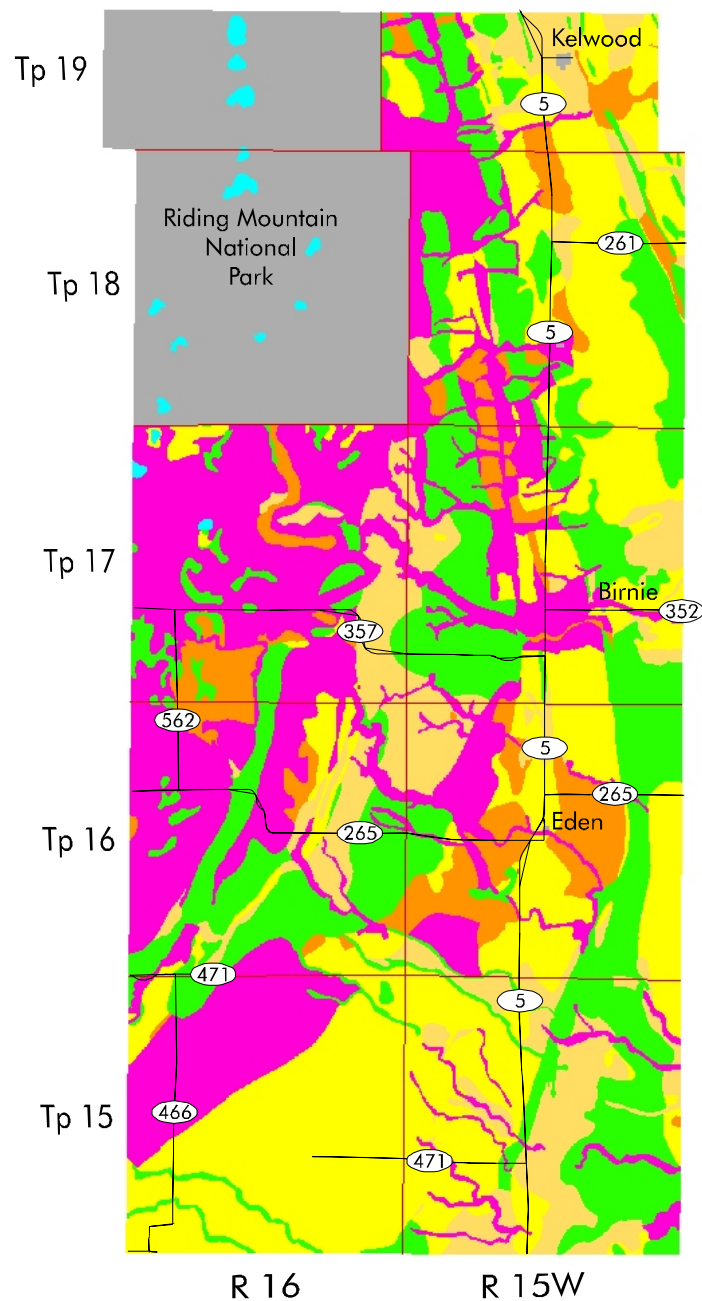 Kelwood
Tp 19
5
Riding Mountain
National
Park
261
Tp 18
5
Tp 17
Birnie
352
357
562
5
265
Eden
265
Tp 16
471
5
466
Tp 15
471
R 16
R 15W